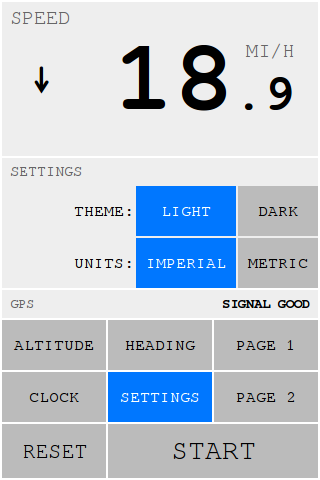 SPEED
MI/H
↓ 18.9
SETTINGS
THEME: LIGHT DARK
UNITS: IMPERIAL METRIC
GPS SIGNAL GOOD
ALTITUDE HEADING PAGE 1
CLOCK SETTINGS PAGE 2
RESET START